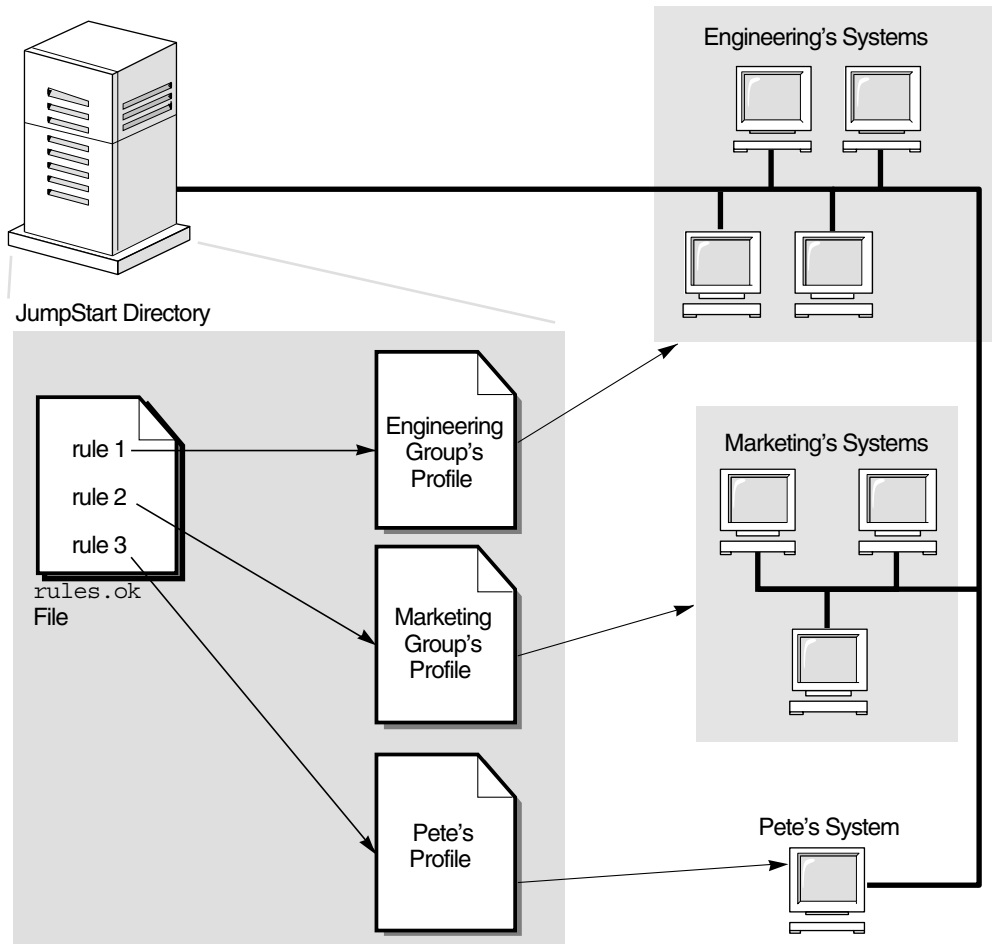 Engineering's Systems
JumpStart Directory
rule 1
rule 2
rule 3
rules.ok
File
Engineering
Group's
Profile
Marketing
Group's
Profile
Pete's
Profile
Marketing's Systems
Pete's System